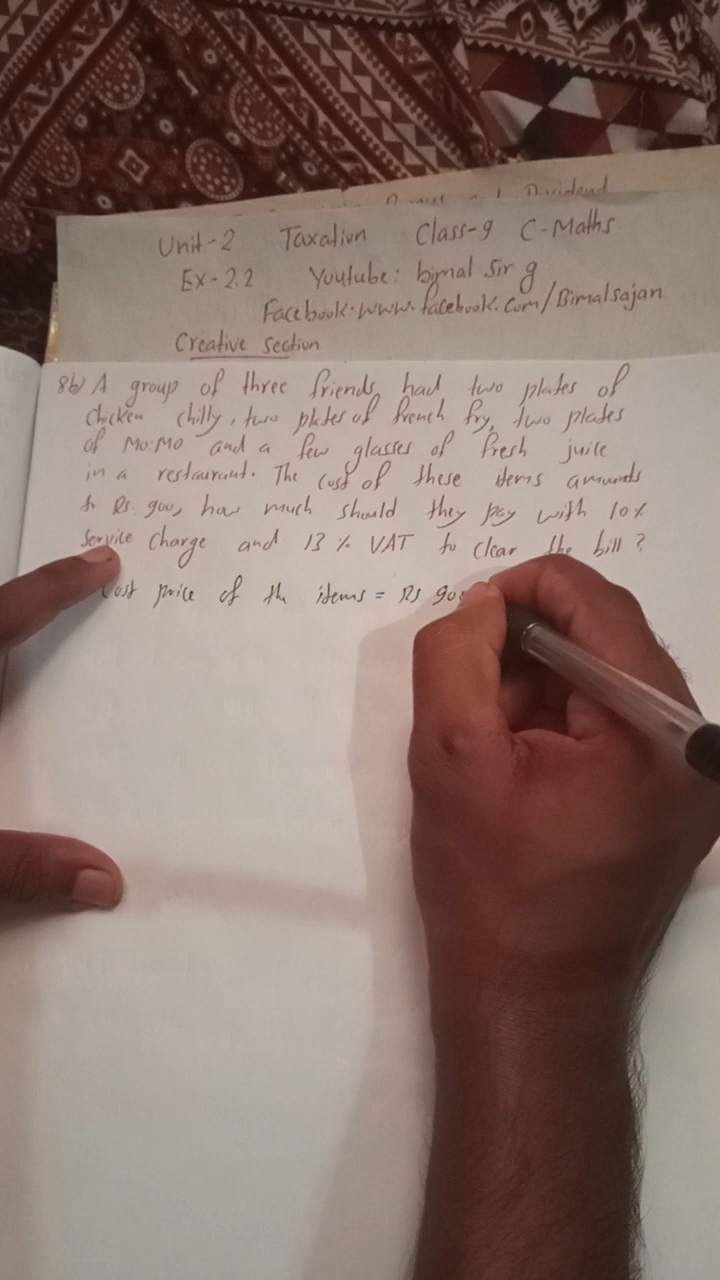 Dividend
Unit-2 Taxation Class-9 C-Maths
Ex-2.2 Youtube: bimal sir g
Facebook: www.facebook.com/Bimalsajan
Creative section
8b) A group of three friends had two plates of
chicken chilly, two plates of french fry, two plates
of Mo:Mo and a few glasses of fresh juice
in a restaurant. The cost of these items amounts
to Rs. 900, how much should they pay with 10%
service charge and 13% VAT to clear the bill?
Cost price of the items = Rs 900